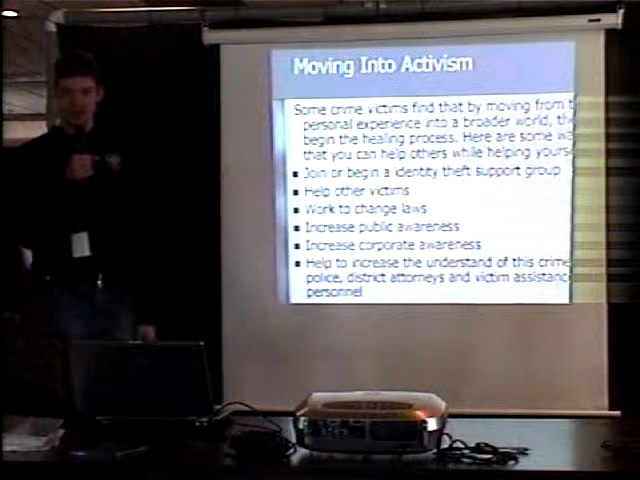 Moving Into Activism
Some crime victims find that by moving from
personal experience into a broader world,
begin the healing process. Here are some
that you can help others while helping
Join or begin a identity theft support group
Help other victims
Work to change laws
Increase public awareness
Increase corporate awareness
Help to increase the understand of this crime
police, district attorneys and victim assistanc
personnel